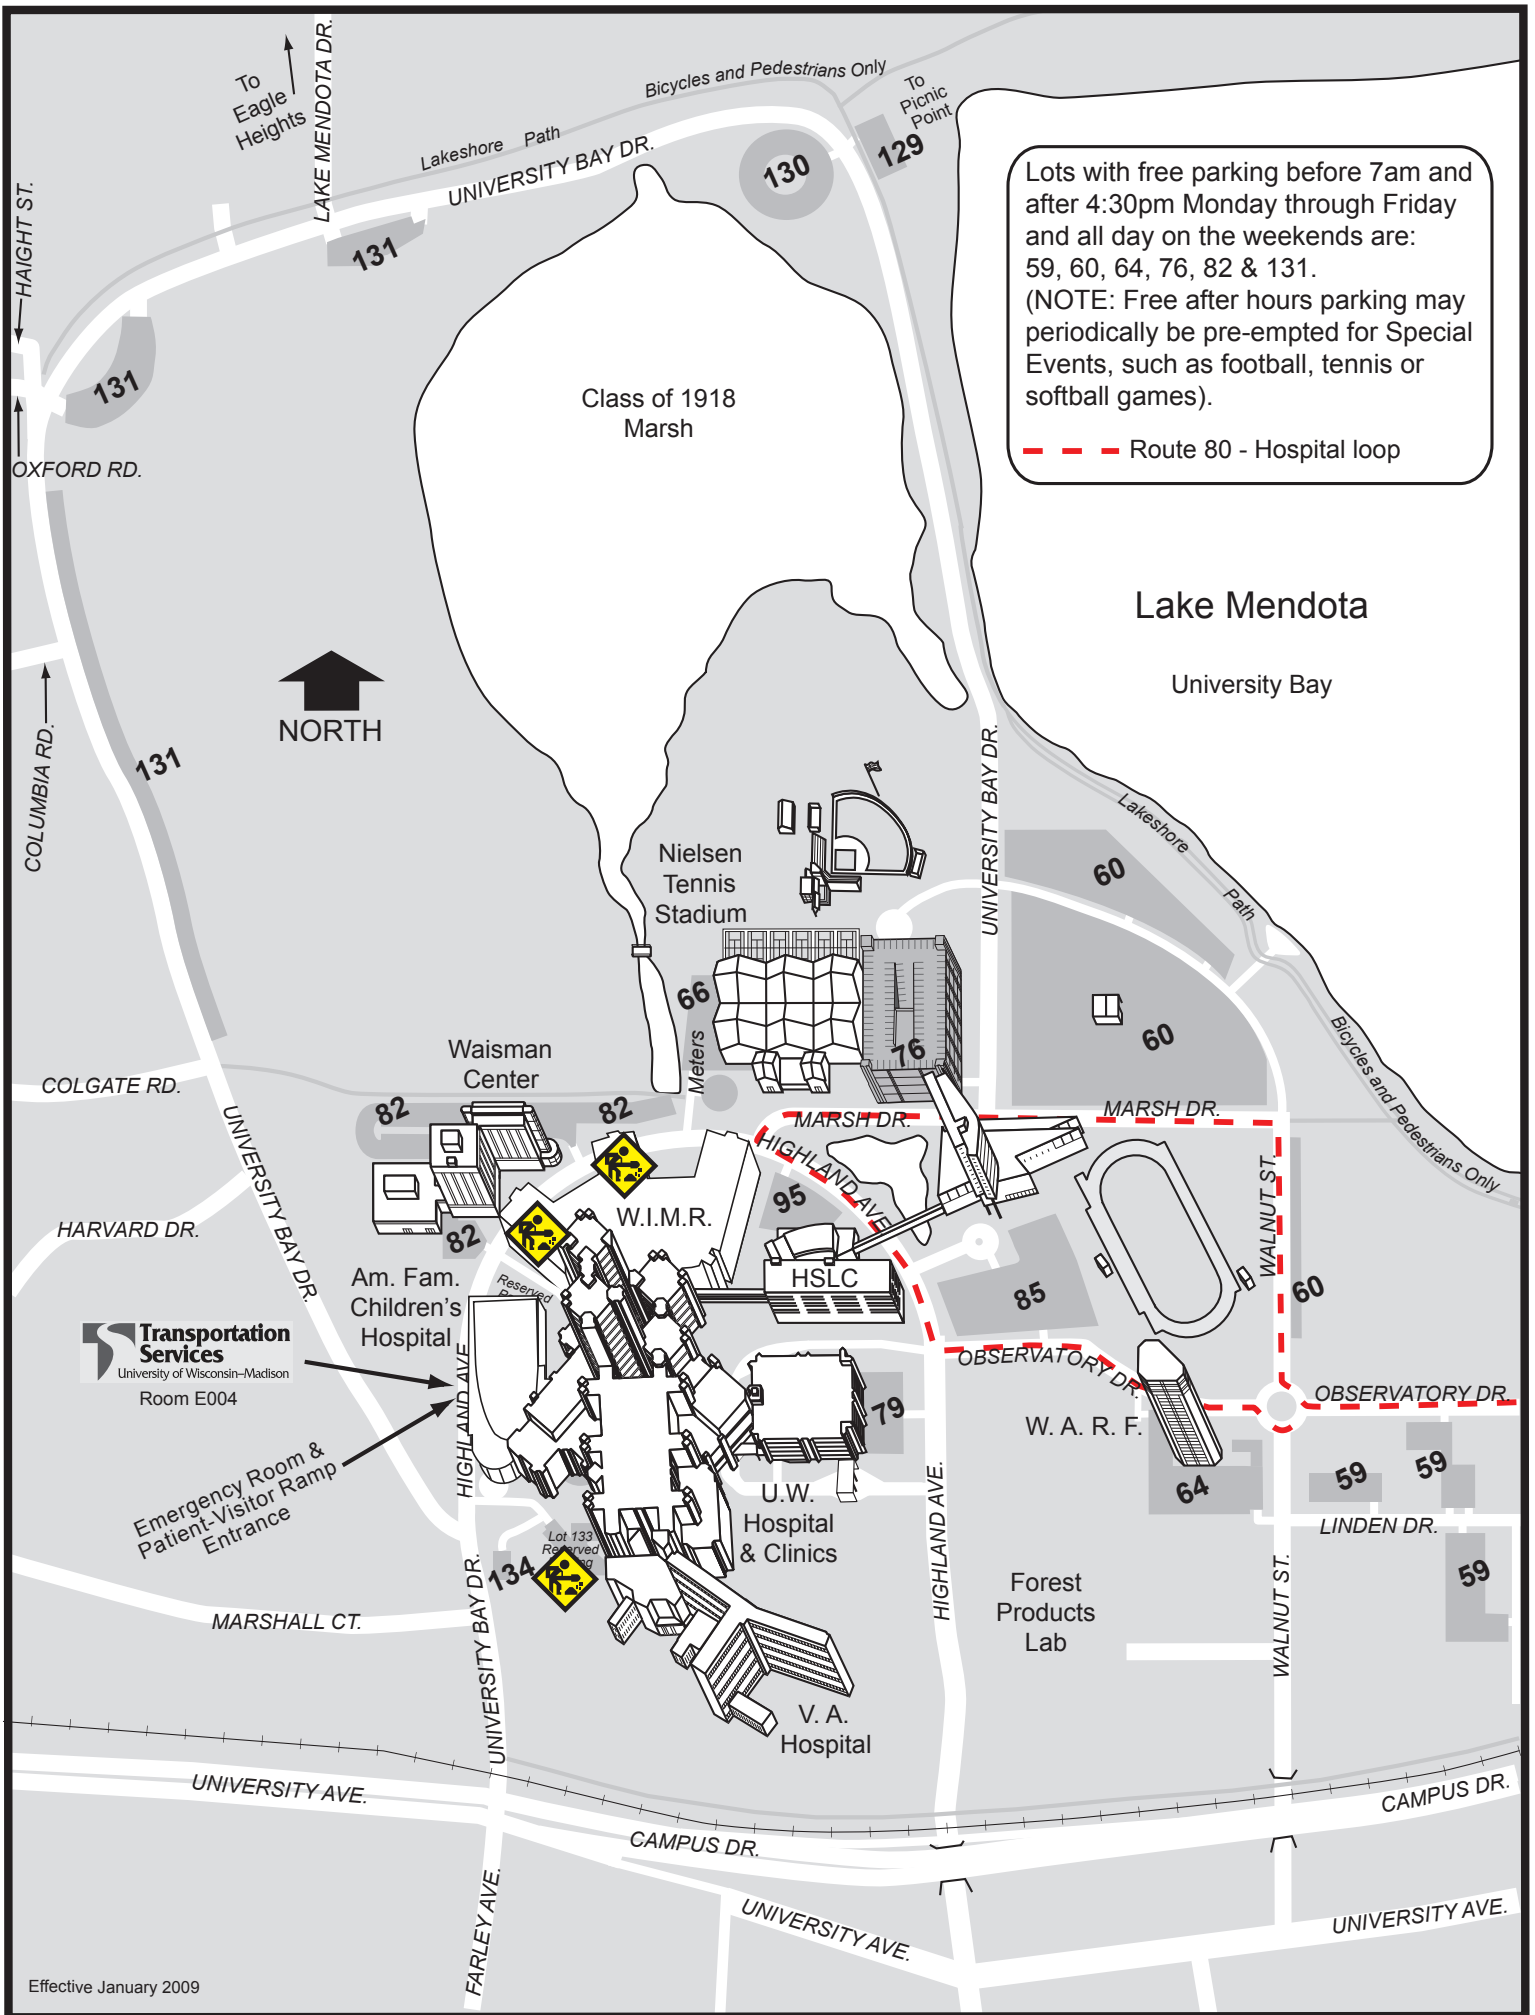 To
Eagle
Heights
LAKE MENDOTA DR.
Bicycles and Pedestrians Only
To
Picnic
Point
Lakeshore Path
UNIVERSITY BAY DR.
130
129
HAIGHT ST.
131
131
OXFORD RD.
Lots with free parking before 7am and
after 4:30pm Monday through Friday
and all day on the weekends are:
59, 60, 64, 76, 82 & 131.
(NOTE: Free after hours parking may
periodically be pre-empted for Special
Events, such as football, tennis or
softball games).
Route 80 - Hospital loop
Class of 1918
Marsh
Lake Mendota
University Bay
NORTH
COLUMBIA RD.
131
UNIVERSITY BAY DR.
Lakeshore
Path
Nielsen
Tennis
Stadium
60
66
Meters
76
60
Bicycles and Pedestrians Only
Waisman
Center
COLGATE RD.
82
82
MARSH DR.
MARSH DR.
UNIVERSITY BAY DR.
HIGHLAND AVE.
WALNUT ST.
W.I.M.R.
95
HARVARD DR.
82
Am. Fam.
Children's
Hospital
Reserved
HSLC
85
60
Transportation
Services
University of Wisconsin–Madison
Room E004
HIGHLAND AVE.
OBSERVATORY DR.
OBSERVATORY DR.
79
W. A. R. F.
Emergency Room &
Patient-Visitor Ramp
Entrance
64
59
59
U.W.
Hospital
& Clinics
HIGHLAND AVE.
LINDEN DR.
Lot 133
Reserved
134
59
Forest
Products
Lab
MARSHALL CT.
UNIVERSITY BAY DR.
WALNUT ST.
V. A.
Hospital
UNIVERSITY AVE.
CAMPUS DR.
CAMPUS DR.
FARLEY AVE.
UNIVERSITY AVE.
UNIVERSITY AVE.
Effective January 2009